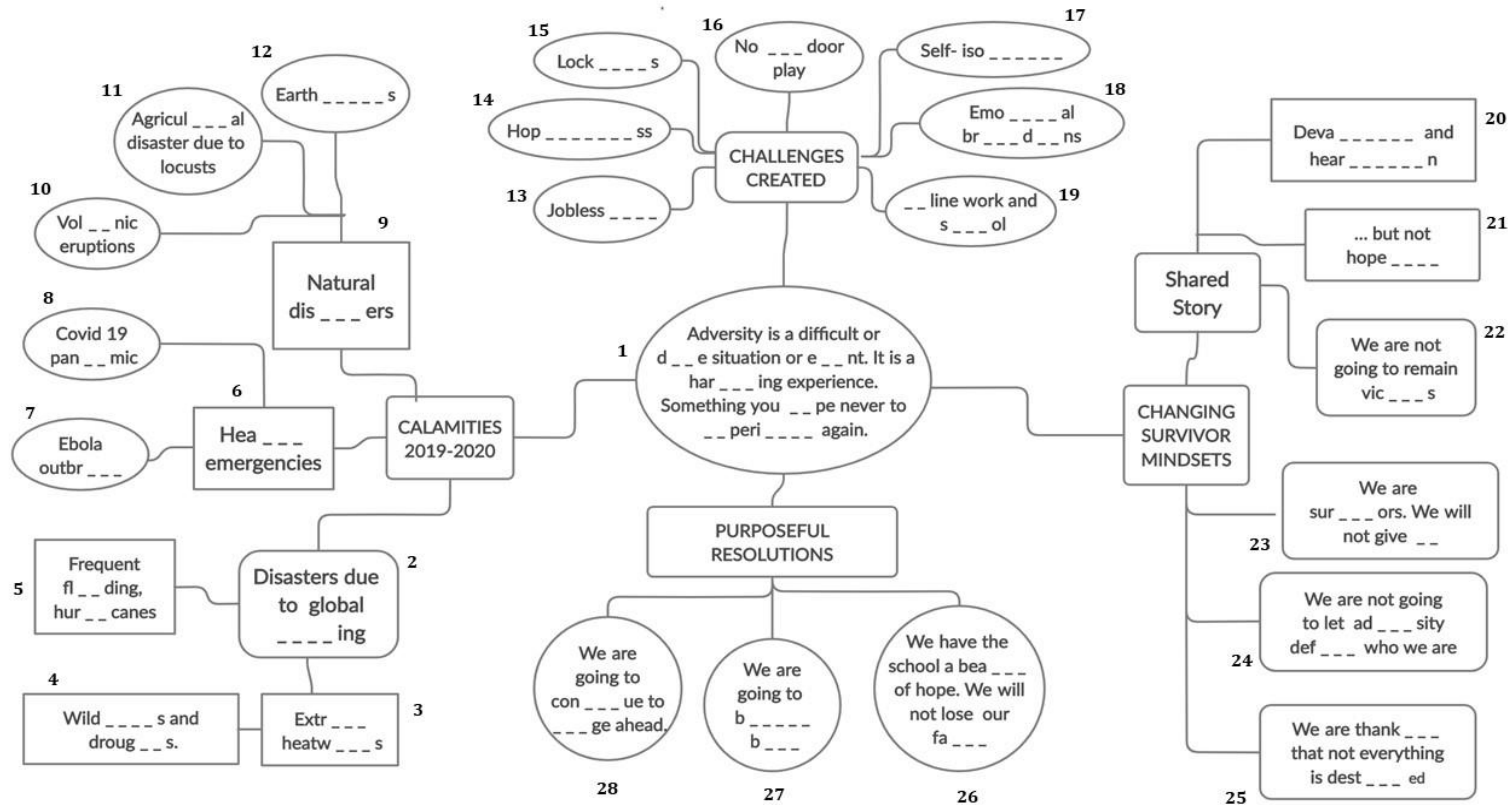 1
Adversity is a difficult or
d _ _ e situation or e _ _ nt. It is a
har _ _ _ ing experience.
Something you _ _ pe never to
_ _ peri _ _ _ _ again.
CALAMITIES
2019-2020
2
Disasters due
to global
_ _ _ _ ing
3
Extr _ _ _
heatw _ _ _ s
4
Wild _ _ _ _ s and
droug _ _ s.
5
Frequent
fl _ _ ding,
hur _ _ canes
6
Hea _ _ _
emergencies
7
Ebola
outbr _ _ _
8
Covid 19
pan _ _ mic
9
Natural
dis _ _ _ ers
10
Vol _ _ nic
eruptions
11
Agricul _ _ _ al
disaster due to
locusts
12
Earth _ _ _ _ _ s
CHALLENGES
CREATED
13
Jobless _ _ _ _
14
Hop _ _ _ _ _ _ _ ss
15
Lock _ _ _ _ s
16
No _ _ _ door
play
17
Self- iso _ _ _ _ _ _
18
Emo _ _ _ _ al
br _ _ _ d _ _ ns
19
_ _ line work and
s _ _ _ ol
CHANGING
SURVIVOR
MINDSETS
Shared
Story
20
Deva _ _ _ _ _ _ _ and
hear _ _ _ _ _ _ n
21
... but not
hope _ _ _ _
22
We are not
going to remain
vic _ _ _ s
23
We are
sur _ _ _ ors. We will
not give _ _
24
We are not going
to let ad _ _ _ sity
def _ _ _ who we are
25
We are thank _ _ _
that not everything
is dest _ _ _ ed
PURPOSEFUL
RESOLUTIONS
26
We have the
school a bea _ _ _
of hope. We will
not lose our
fa _ _ _
27
We are
going to
b _ _ _ _ _
b _ _ _
28
We are
going to
con _ _ _ ue to
_ _ _ ge ahead.